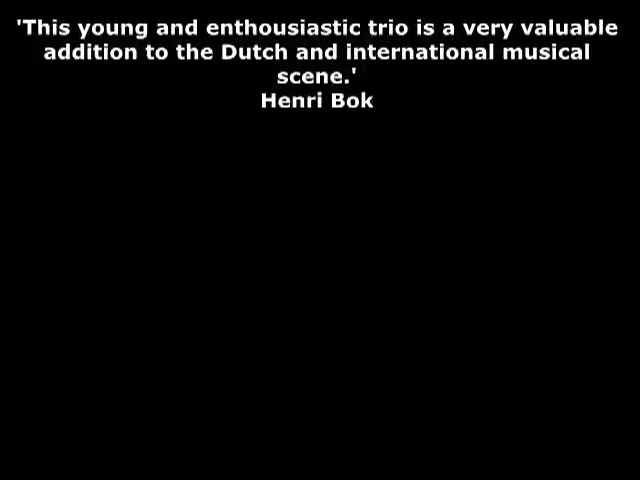 'This young and enthousiastic trio is a very valuable
addition to the Dutch and international musical
scene.'
Henri Bok